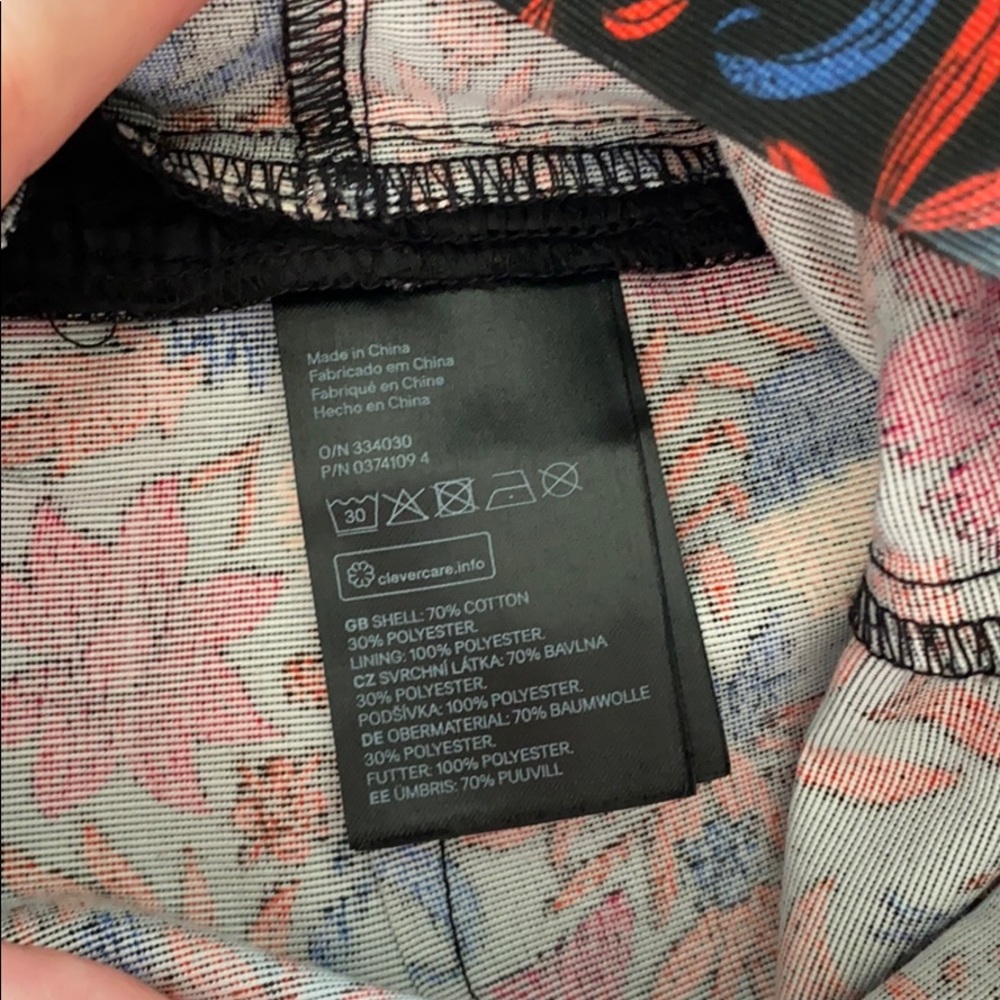 Made in China
Fabricado em China
Fabriqué en Chine
Hecho en China
O/N 334030
P/N 0374109 4
30
clevercare.info
GB SHELL: 70% COTTON
30% POLYESTER.
LINING: 100% POLYESTER.
CZ SVRCHNÍ LÁTKA: 70% BAVLNA
30% POLYESTER.
PODŠÍVKA: 100% POLYESTER.
DE OBERMATERIAL: 70% BAUMWOLLE
30% POLYESTER.
FUTTER: 100% POLYESTER.
EE ÜMBRIS: 70% PUUVILL